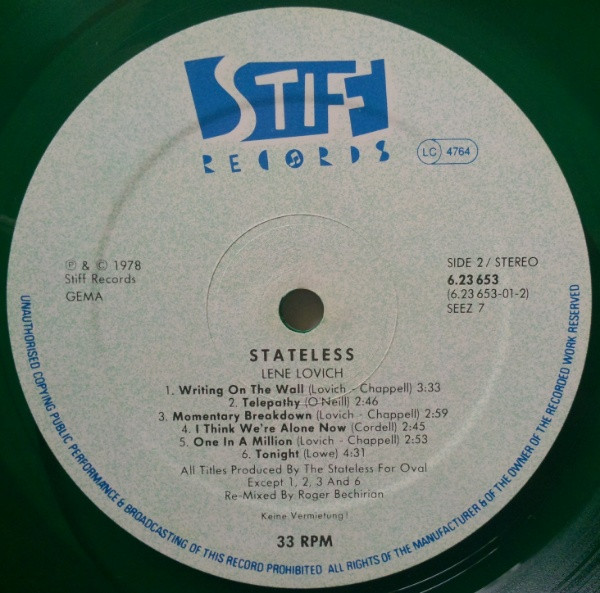 STIFF
RECORDS
LC 4764
℗ & © 1978
Stiff Records
GEMA
SIDE 2 / STEREO
6.23 653
(6.23 653-01-2)
SEEZ 7
STATELESS
LENE LOVICH
1. Writing On The Wall (Lovich - Chappell) 3:33
2. Telepathy (O'Neill) 2:46
3. Momentary Breakdown (Lovich - Chappell) 2:59
4. I Think We're Alone Now (Cordell) 2:45
5. One In A Million (Lovich - Chappell) 2:53
6. Tonight (Lowe) 4:31
All Titles Produced By The Stateless For Oval
Except 1, 2, 3 And 6
Re-Mixed By Roger Bechirian
Keine Vermietung!
33 RPM
UNAUTHORISED COPYING PUBLIC PERFORMANCE & BROADCASTING OF THIS RECORD PROHIBITED ALL RIGHTS OF THE MANUFACTURER & OF THE OWNER OF THE RECORDED WORK RESERVED